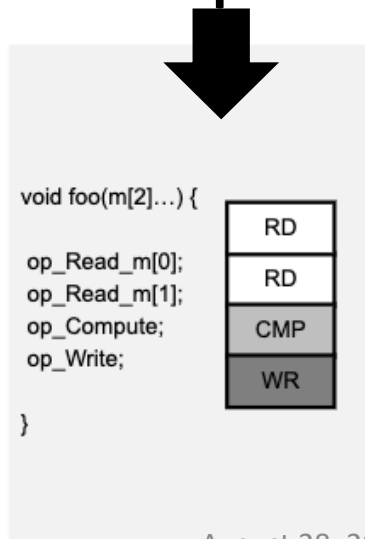 void foo(m[2]...) {
op_Read_m[0];
op_Read_m[1];
op_Compute;
op_Write;
}
RD
RD
CMP
WR